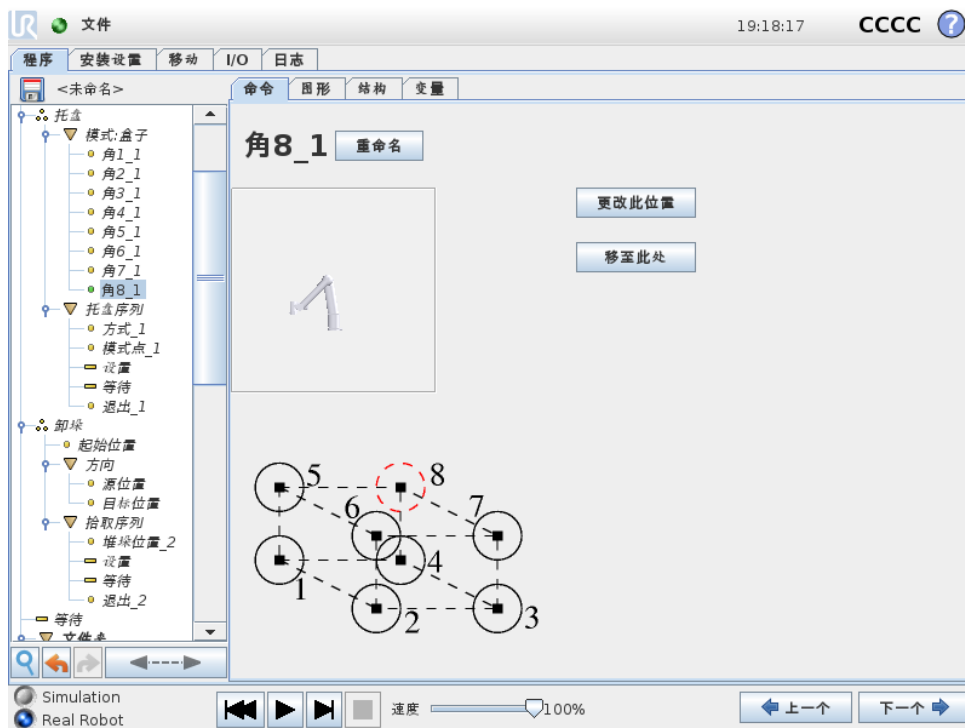 UR 文件 19:18:17 CCCC ?
程序 安装设置 移动 I/O 日志
<未命名> 命令 图形 结构 变量
托盘
模式:盒子
角1_1
角2_1
角3_1
角4_1
角5_1
角6_1
角7_1
角8_1
托盘序列
方式_1
模式点_1
设置
等待
退出_1
卸垛
起始位置
方向
源位置
目标位置
拾取序列
堆垛位置_2
设置
等待
退出_2
等待
文件夹
角8_1 重命名
更改此位置
移至此处
5 8
6 7
1 4
2 3
Simulation
Real Robot
速度 100% 上一个 下一个